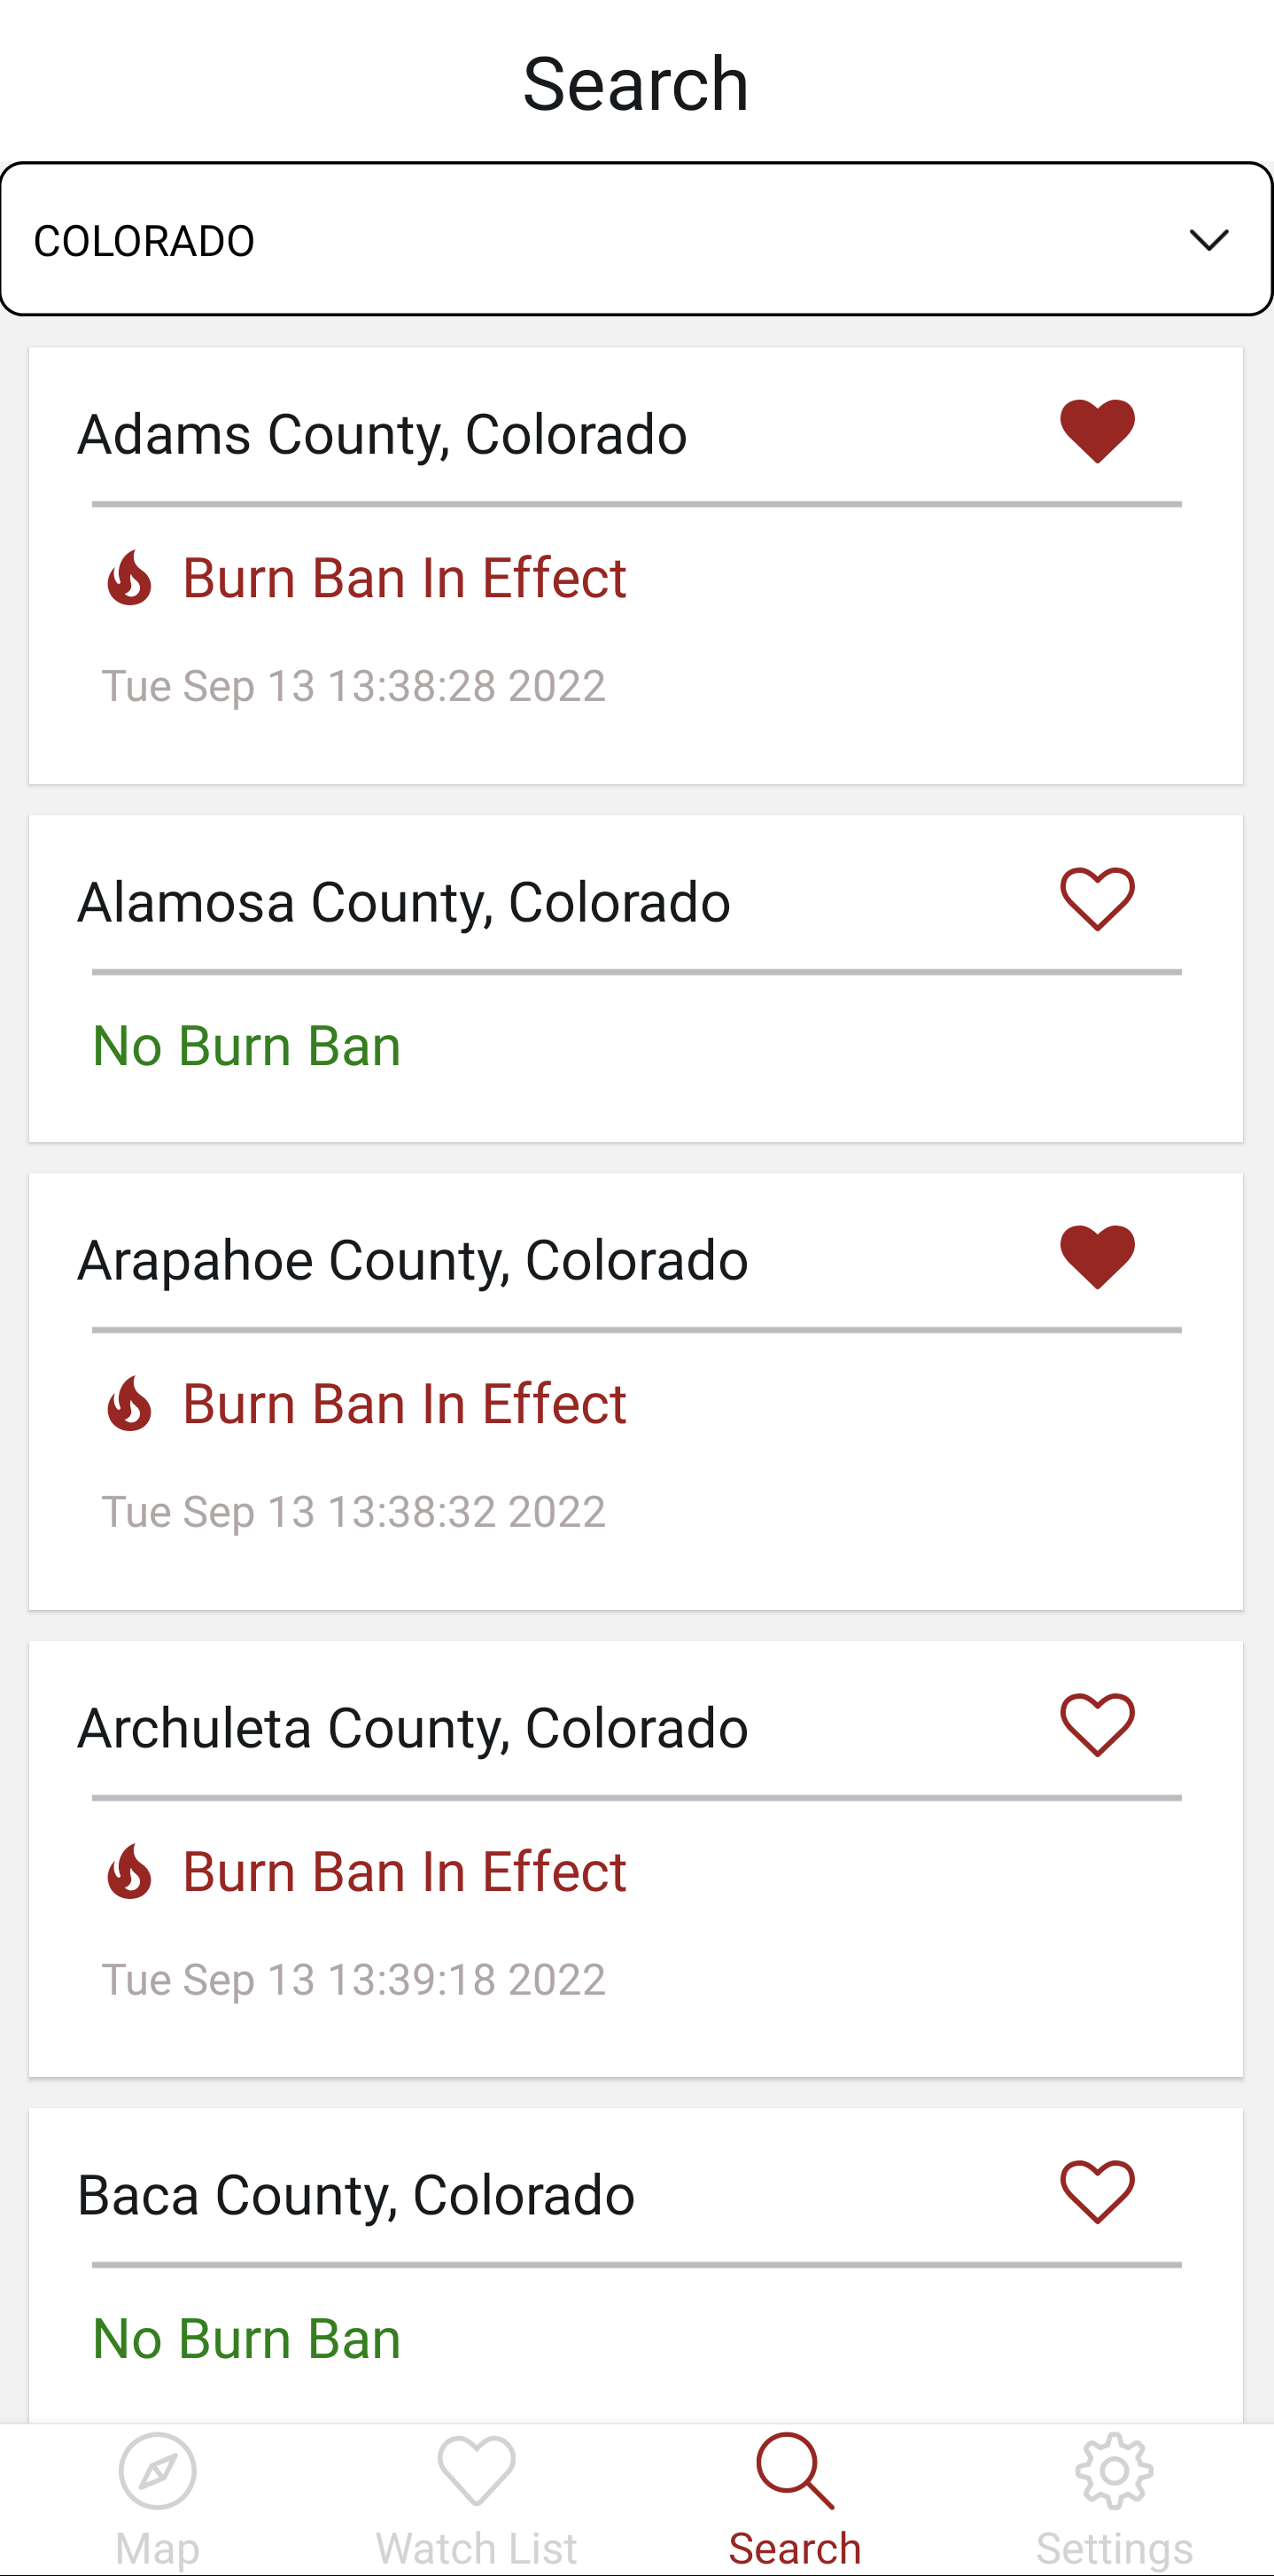 Search
COLORADO
Adams County, Colorado
Burn Ban In Effect
Tue Sep 13 13:38:28 2022
Alamosa County, Colorado
No Burn Ban
Arapahoe County, Colorado
Burn Ban In Effect
Tue Sep 13 13:38:32 2022
Archuleta County, Colorado
Burn Ban In Effect
Tue Sep 13 13:39:18 2022
Baca County, Colorado
No Burn Ban
Map Watch List Search Settings